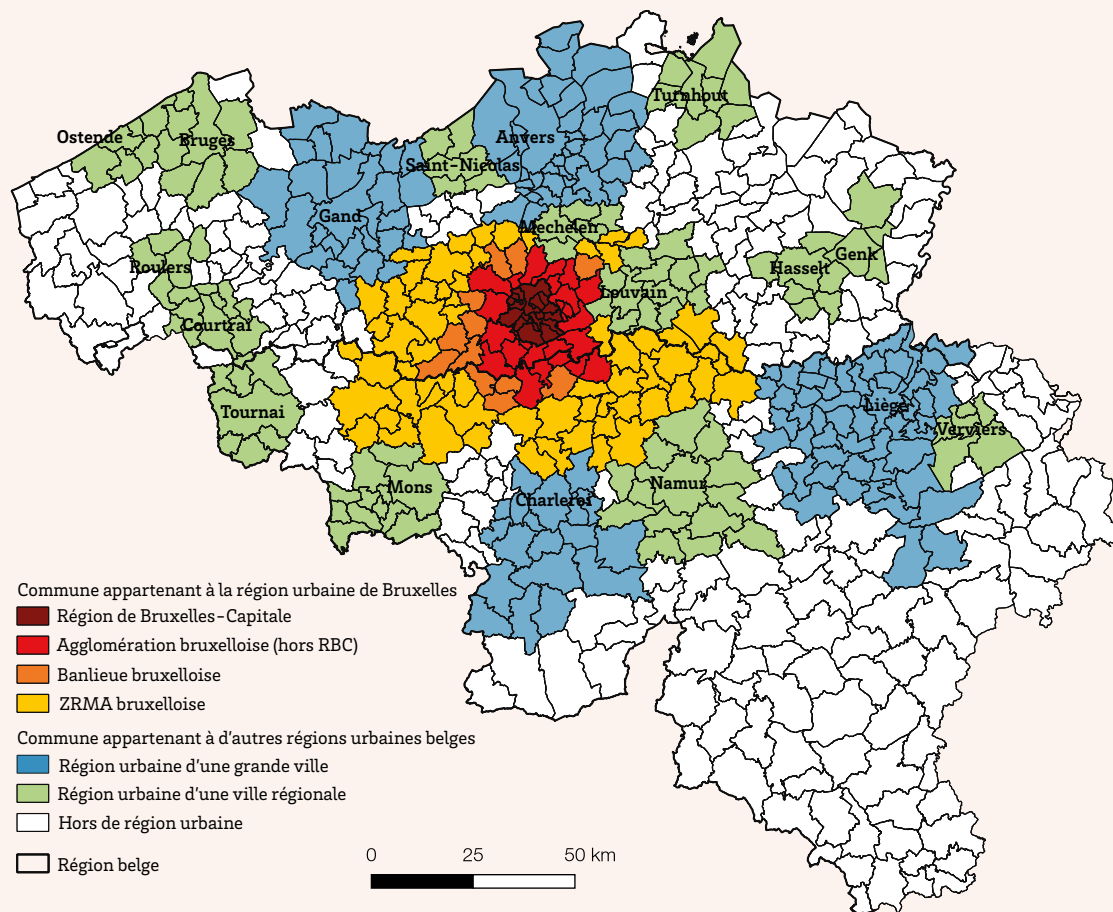 Turnhout
Ostende
Bruges
Anvers
Saint-Nicolas
Gand
Mechelen
Roulers
Hasselt
Genk
Louvain
Courtrai
Tournai
Liège
Verviers
Mons
Namur
Charleroi
Commune appartenant à la région urbaine de Bruxelles
Région de Bruxelles-Capitale
Agglomération bruxelloise (hors RBC)
Banlieue bruxelloise
ZRMA bruxelloise
Commune appartenant à d'autres régions urbaines belges
Région urbaine d'une grande ville
Région urbaine d'une ville régionale
Hors de région urbaine
Région belge
0 25 50 km